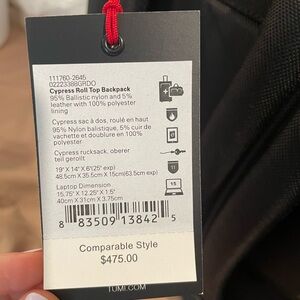 111760-2645
02223388GRDO
Cypress Roll Top Backpack
95% Ballistic nylon and 5%
leather with 100% polyester
lining
Cypress sac à dos, roulé en haut
95% Nylon balistique, 5% cuir de
vachette et doublure en 100%
polyester
Cypress rucksack, oberer
teil gerollt
19" X 14" X 6"(25" exp)
48.5cm X 35.5cm X 15cm(63.5cm exp)
Laptop Dimension
15.75" X 12.25" X 1.5"
40cm X 31cm X 3.75cm
8 83509 13842 5
Comparable Style
$475.00
TUMI.COM